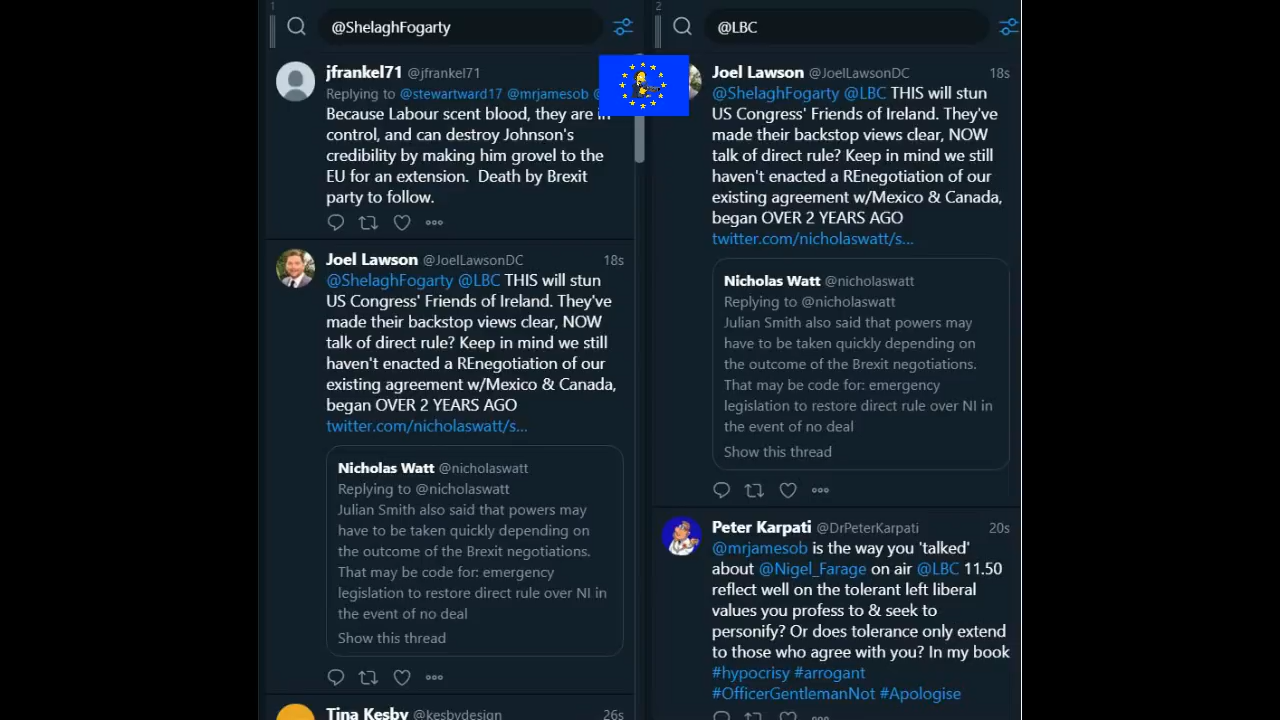 1
@ShelaghFogarty
jfrankel71 @jfrankel71
Replying to @stewartward17 @mrjamesob
Because Labour scent blood, they are in
control, and can destroy Johnson's
credibility by making him grovel to the
EU for an extension.  Death by Brexit
party to follow.
Joel Lawson @JoelLawsonDC 18s
@ShelaghFogarty @LBC THIS will stun
US Congress' Friends of Ireland. They've
made their backstop views clear, NOW
talk of direct rule? Keep in mind we still
haven't enacted a REnegotiation of our
existing agreement w/Mexico & Canada,
began OVER 2 YEARS AGO
twitter.com/nicholaswatt/s...
Nicholas Watt @nicholaswatt
Replying to @nicholaswatt
Julian Smith also said that powers may
have to be taken quickly depending on
the outcome of the Brexit negotiations.
That may be code for: emergency
legislation to restore direct rule over NI in
the event of no deal
Show this thread
Tina Kesby @kesbydesign 26s
2
@LBC
Joel Lawson @JoelLawsonDC 18s
@ShelaghFogarty @LBC THIS will stun
US Congress' Friends of Ireland. They've
made their backstop views clear, NOW
talk of direct rule? Keep in mind we still
haven't enacted a REnegotiation of our
existing agreement w/Mexico & Canada,
began OVER 2 YEARS AGO
twitter.com/nicholaswatt/s...
Nicholas Watt @nicholaswatt
Replying to @nicholaswatt
Julian Smith also said that powers may
have to be taken quickly depending on
the outcome of the Brexit negotiations.
That may be code for: emergency
legislation to restore direct rule over NI in
the event of no deal
Show this thread
Peter Karpati @DrPeterKarpati 20s
@mrjamesob is the way you 'talked'
about @Nigel_Farage on air @LBC 11.50
reflect well on the tolerant left liberal
values you profess to & seek to
personify? Or does tolerance only extend
to those who agree with you? In my book
#hypocrisy #arrogant
#OfficerGentlemanNot #Apologise